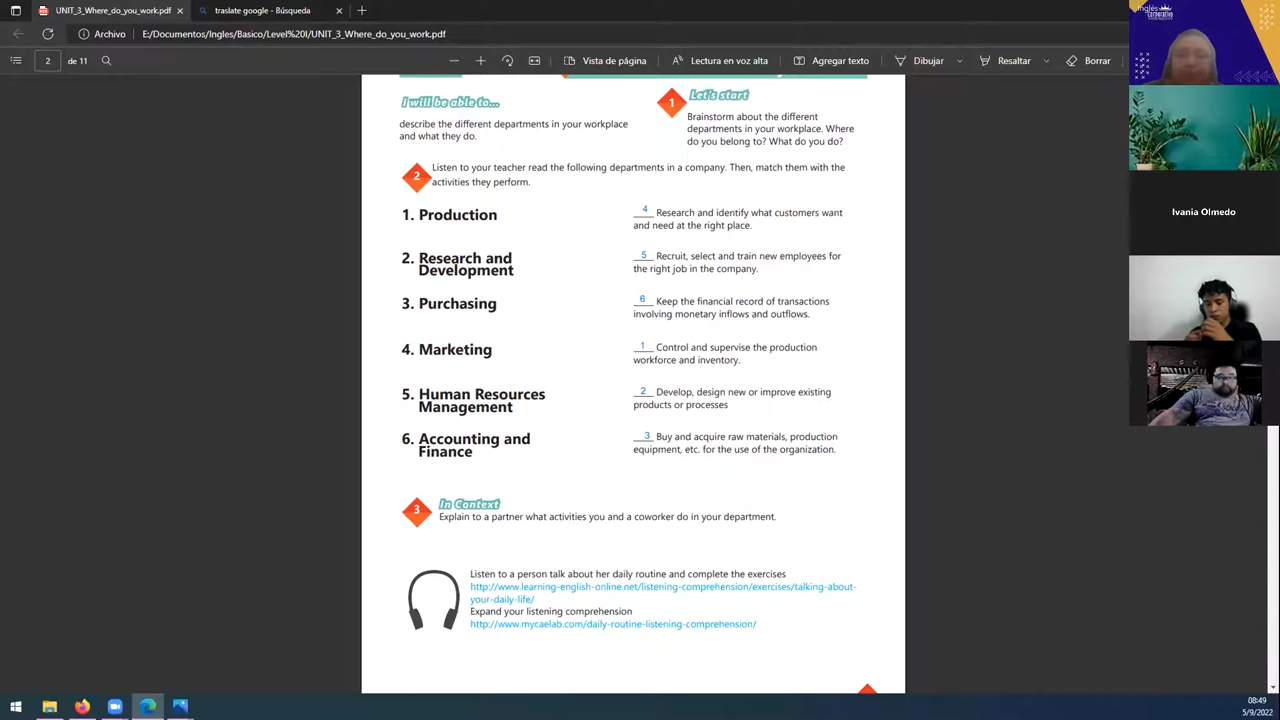 UNIT_3_Where_do_you_work.pdf
traslate google - Búsqueda
Archivo
E:/Documentos/Ingles/Basico/Level%20I/UNIT_3_Where_do_you_work.pdf
2
de 11
Vista de página
Lectura en voz alta
Agregar texto
Dibujar
Resaltar
Borrar
Inglés
Corporativo
I will be able to...
describe the different departments in your workplace
and what they do.
1
Let's start
Brainstorm about the different
departments in your workplace. Where
do you belong to? What do you do?
2
Listen to your teacher read the following departments in a company. Then, match them with the
activities they perform.
1. Production
4 Research and identify what customers want
and need at the right place.
2. Research and
Development
5 Recruit, select and train new employees for
the right job in the company.
3. Purchasing
6 Keep the financial record of transactions
involving monetary inflows and outflows.
4. Marketing
1 Control and supervise the production
workforce and inventory.
5. Human Resources
Management
2 Develop, design new or improve existing
products or processes
6. Accounting and
Finance
3 Buy and acquire raw materials, production
equipment, etc. for the use of the organization.
3
In Context
Explain to a partner what activities you and a coworker do in your department.
Listen to a person talk about her daily routine and complete the exercises
http://www.learning-english-online.net/listening-comprehension/exercises/talking-about-
your-daily-life/
Expand your listening comprehension
http://www.mycaelab.com/daily-routine-listening-comprehension/
Ivania Olmedo
08:49
5/9/2022